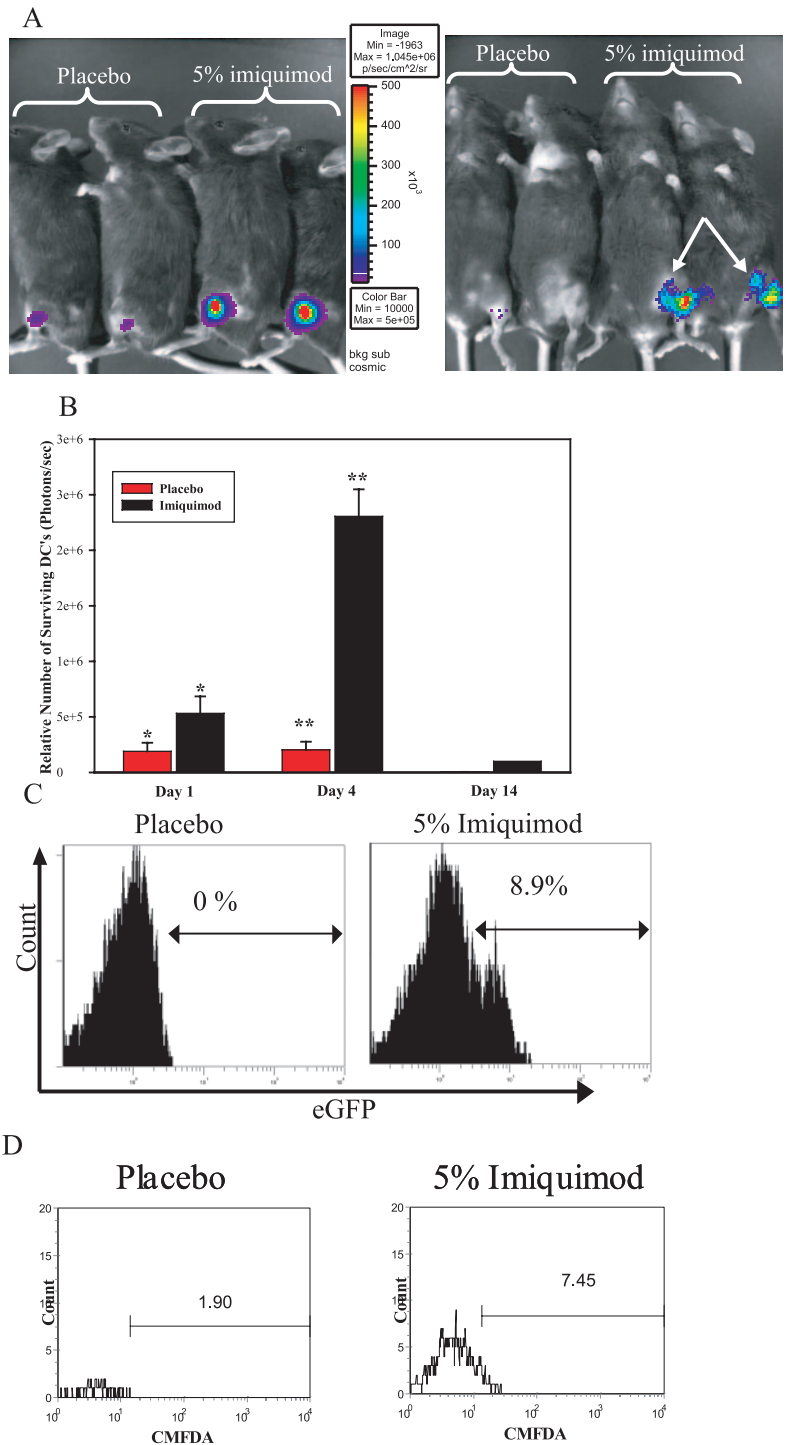 A
Placebo
5% imiquimod
Image
Min = -1963
Max = 1.045e+06
p/sec/cm^2/sr
500
400
300
200
100
x10^3
Color Bar
Min = 10000
Max = 5e+05
bkg sub
cosmic
Placebo
5% imiquimod
B
Relative Number of Surviving DC's (Photons/sec)
3e+6
3e+6
2e+6
2e+6
1e+6
5e+5
0
Placebo
Imiquimod
*
*
**
**
Day 1
Day 4
Day 14
C
Placebo
5% Imiquimod
Count
0 %
8.9%
eGFP
D
Placebo
5% Imiquimod
20
15
10
5
0
Count
1.90
10^0
10^1
10^2
10^3
10^4
CMFDA
20
15
10
5
0
Count
7.45
10^0
10^1
10^2
10^3
10^4
CMFDA